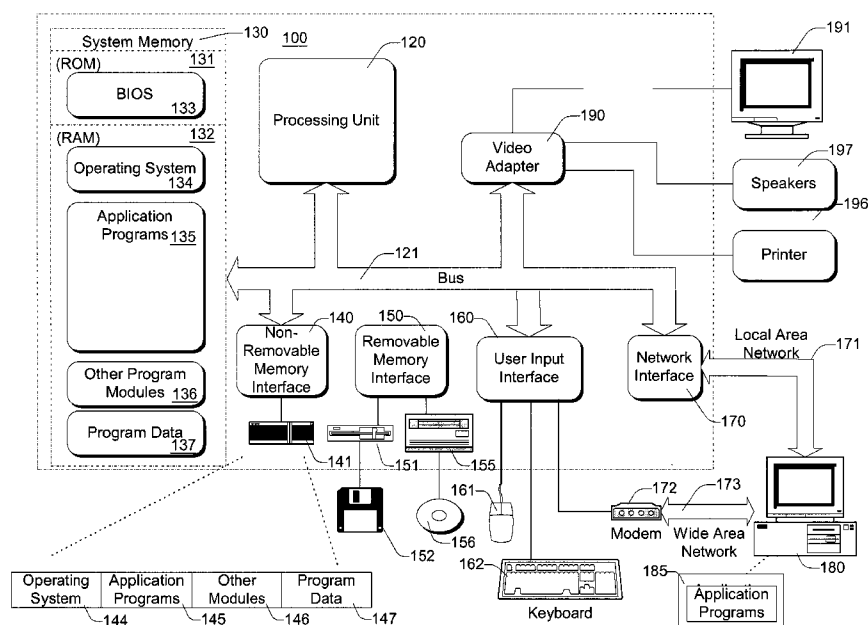 System Memory 130
100
120
191
(ROM) 131
BIOS
133
Processing Unit
190
Video
Adapter
197
Speakers
196
Printer
(RAM) 132
Operating System
134
Application
Programs 135
121
Bus
Other Program
Modules 136
Program Data
137
140
Non-
Removable
Memory
Interface
150
Removable
Memory
Interface
160
User Input
Interface
Network
Interface
170
Local Area
Network
171
141
151
155
152
156
161
162
Keyboard
172
Modem
173
Wide Area
Network
180
185
Application
Programs
Operating
System
Application
Programs
Other
Modules
Program
Data
144
145
146
147